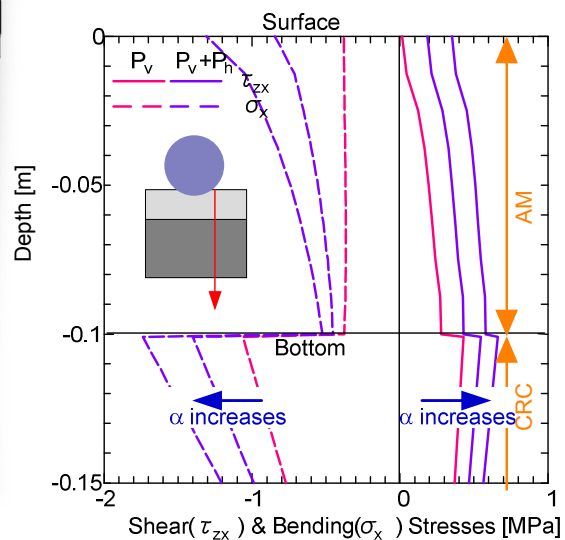 Surface
0
P_v P_v+P_h
τ_zx
σ_x
-0.05
Depth [m]
AM
-0.1
Bottom
CRC
α increases α increases
-0.15
-2 -1 0 1
Shear(τ_zx) & Bending(σ_x) Stresses [MPa]